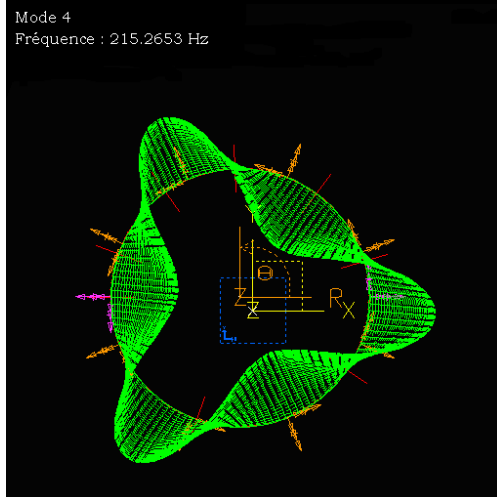 Mode 4
Fréquence : 215.2653 Hz
Θ
Z R
Z X
L